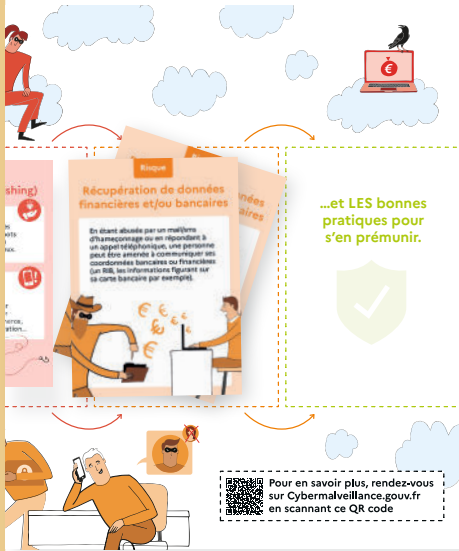 shing)
Risque
Récupération de données
financières et/ou bancaires
En étant abusée par un mail/sms
d'hameçonnage ou en répondant à
un appel téléphonique, une personne
peut être amenée à communiquer ses
coordonnées bancaires ou financières
(un RIB, les informations figurant sur
sa carte bancaire par exemple).
nnées
aires
...et LES bonnes
pratiques pour
s'en prémunir.
Pour en savoir plus, rendez-vous
sur Cybermalveillance.gouv.fr
en scannant ce QR code